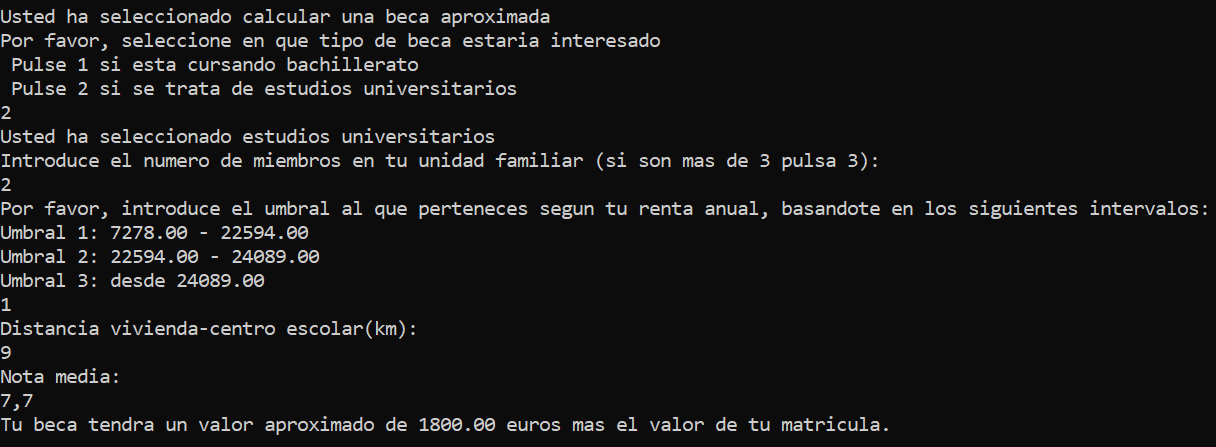 Usted ha seleccionado calcular una beca aproximada
Por favor, seleccione en que tipo de beca estaria interesado
 Pulse 1 si esta cursando bachillerato
 Pulse 2 si se trata de estudios universitarios
2
Usted ha seleccionado estudios universitarios
Introduce el numero de miembros en tu unidad familiar (si son mas de 3 pulsa 3):
2
Por favor, introduce el umbral al que perteneces segun tu renta anual, basandote en los siguientes intervalos:
Umbral 1: 7278.00 - 22594.00
Umbral 2: 22594.00 - 24089.00
Umbral 3: desde 24089.00
1
Distancia vivienda-centro escolar(km):
9
Nota media:
7,7
Tu beca tendra un valor aproximado de 1800.00 euros mas el valor de tu matricula.